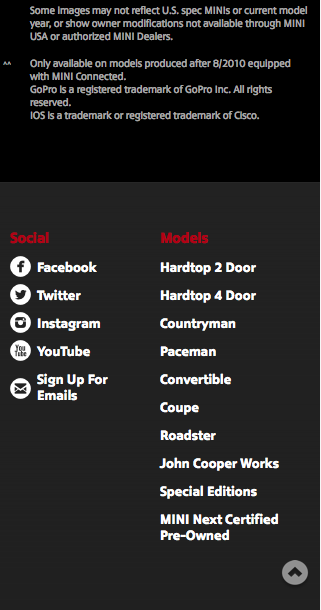 Some images may not reflect U.S. spec MINIs or current model
year, or show owner modifications not available through MINI
USA or authorized MINI Dealers.
^^ Only available on models produced after 8/2010 equipped
with MINI Connected.
GoPro is a registered trademark of GoPro Inc. All rights
reserved.
IOS is a trademark or registered trademark of Cisco.
Social
Facebook
Twitter
Instagram
You Tube YouTube
Sign Up For
Emails
Models
Hardtop 2 Door
Hardtop 4 Door
Countryman
Paceman
Convertible
Coupe
Roadster
John Cooper Works
Special Editions
MINI Next Certified
Pre-Owned